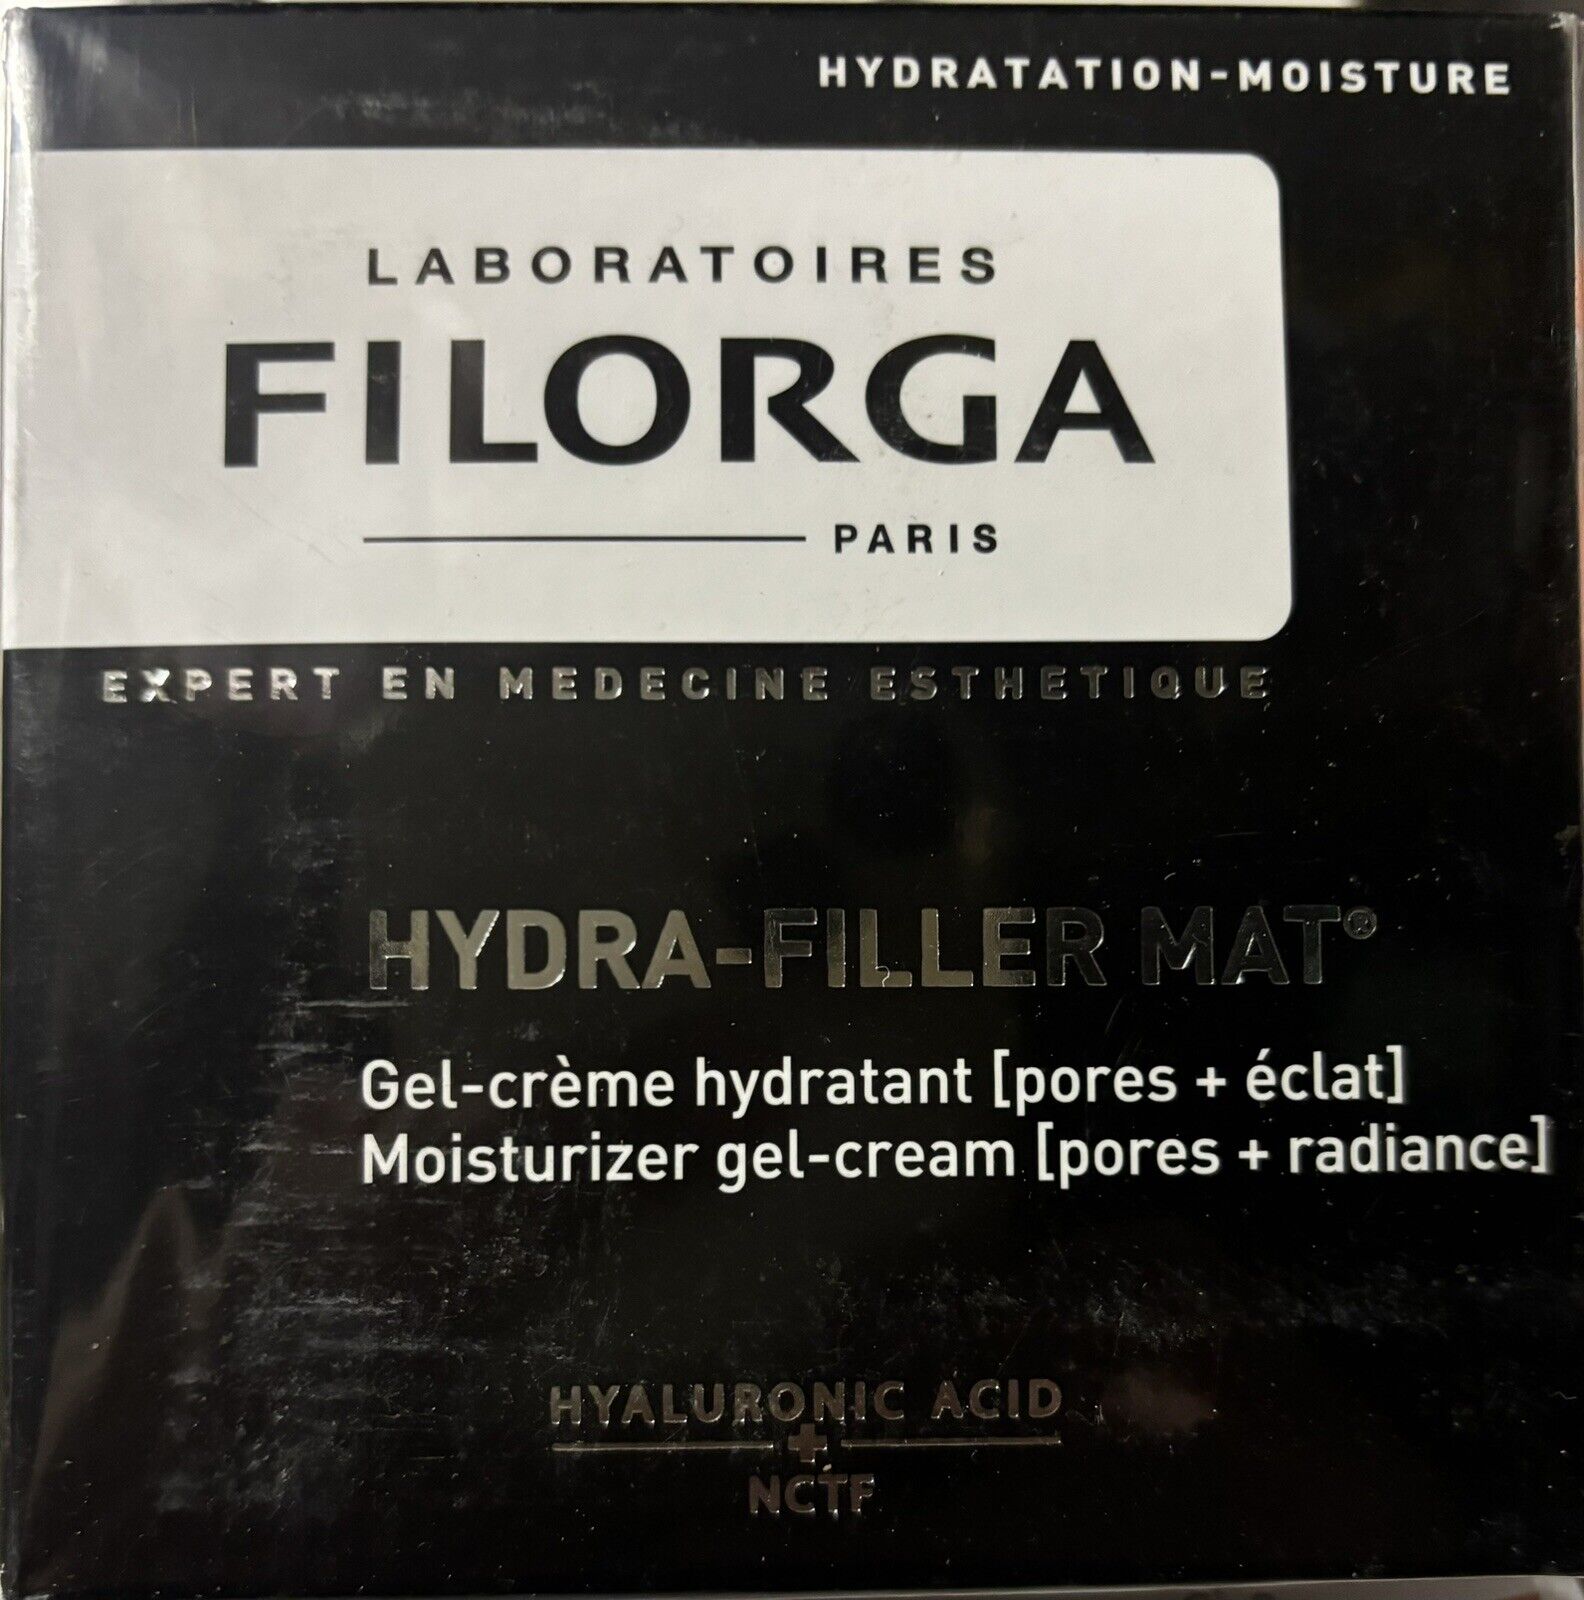 HYDRATATION-MOISTURE
LABORATOIRES
FILORGA
PARIS
EXPERT EN MEDECINE ESTHETIQUE
HYDRA-FILLER MAT®
Gel-crème hydratant [pores + éclat]
Moisturizer gel-cream [pores + radiance]
HYALURONIC ACID
+
NCTF